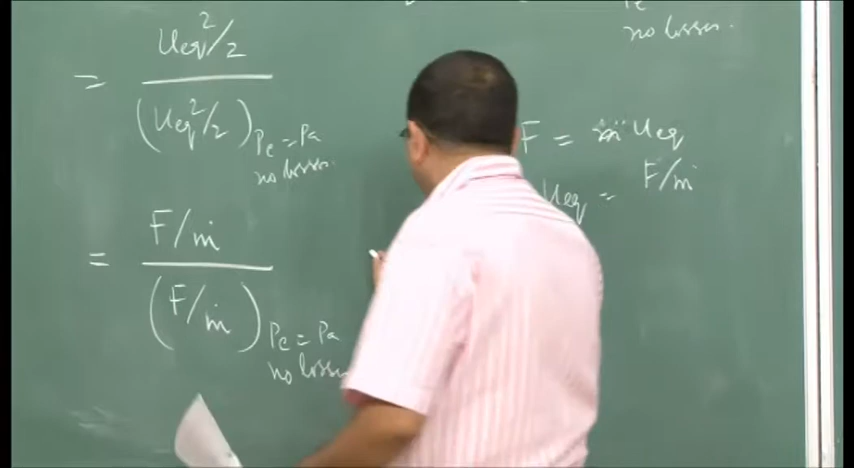 = Ueq²/2
(Ueq²/2) Pe = Pa
no losses.
= F/ṁ
(F/ṁ) Pe = Pa
no losses
no losses.
F = ṁ Ueq
Ueq = F/ṁ